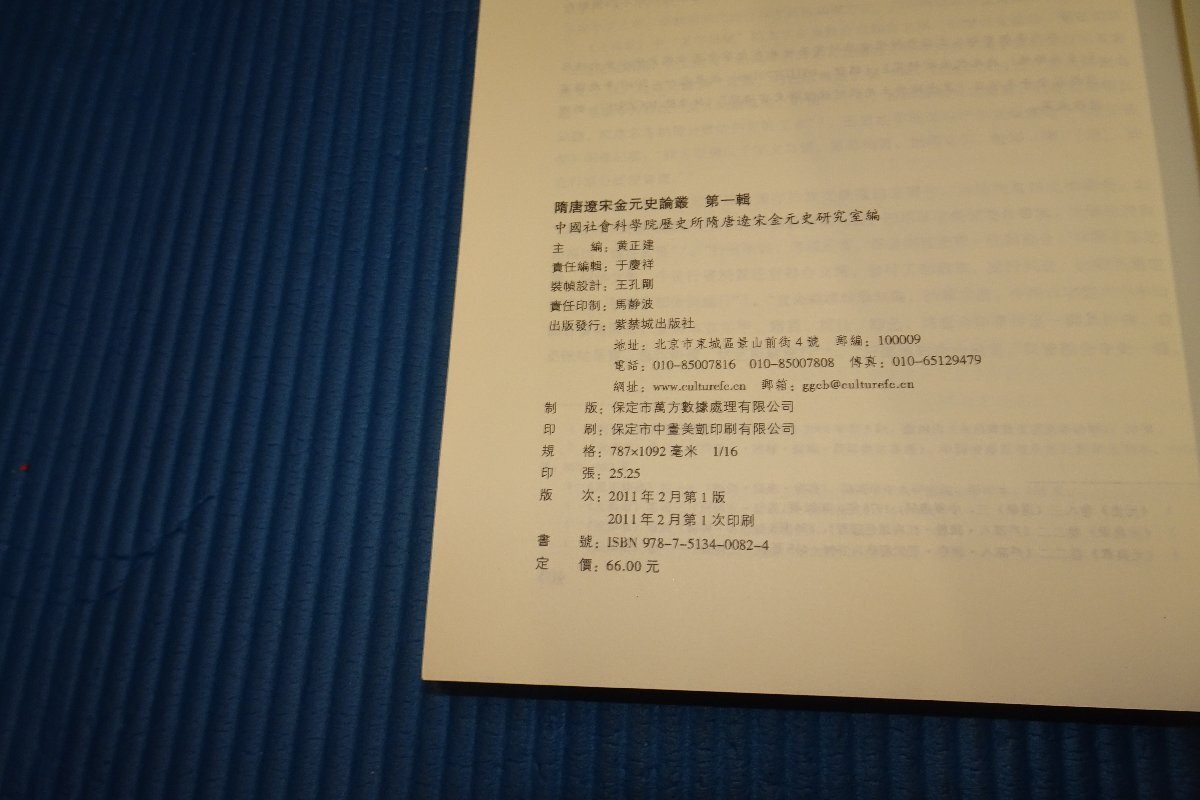 隋唐遼宋金元史論叢　第一輯
中國社會科學院歷史所隋唐遼宋金元史研究室編
主　　編：黃正建
責任編輯：于慶祥
裝幀設計：王孔剛
責任印制：馬靜波
出版發行：紫禁城出版社
地址：北京市東城區景山前街4號　郵編：100009
電話：010-85007816　010-85007808　傳真：010-65129479
網址：www.culturefc.cn　郵箱：ggcb@culturefc.cn
制　　版：保定市萬方數據處理有限公司
印　　刷：保定市中畫美凱印刷有限公司
規　　格：787×1092毫米　1/16
印　　張：25.25
版　　次：2011年2月第1版
2011年2月第1次印刷
書　　號：ISBN 978-7-5134-0082-4
定　　價：66.00元